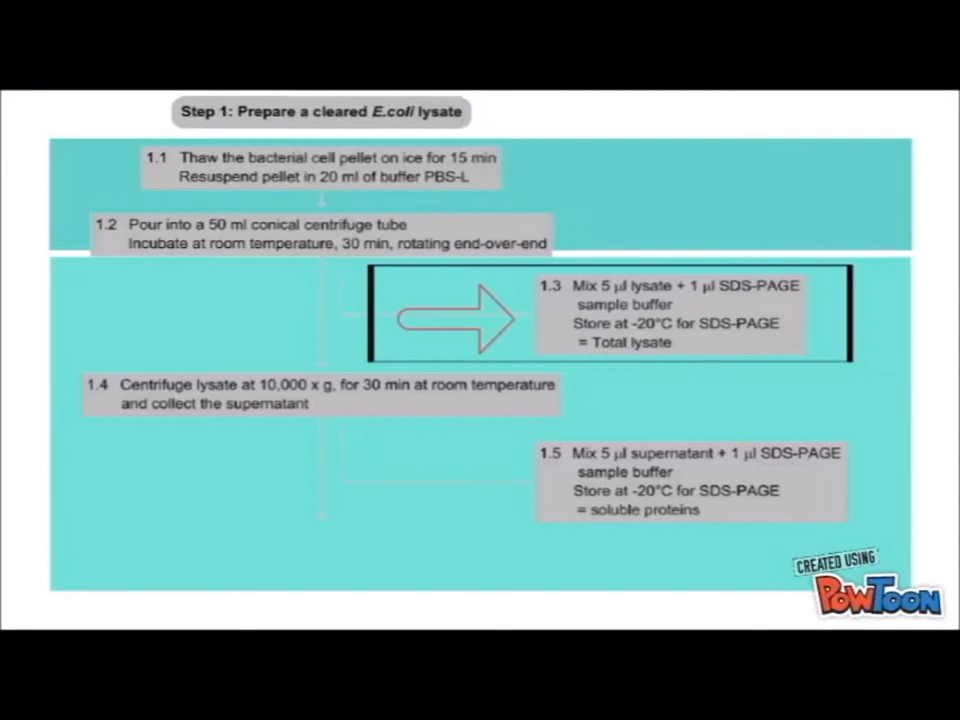 Step 1: Prepare a cleared E.coli lysate
1.1 Thaw the bacterial cell pellet on ice for 15 min
Resuspend pellet in 20 ml of buffer PBS-L
1.2 Pour into a 50 ml conical centrifuge tube
Incubate at room temperature, 30 min, rotating end-over-end
1.3 Mix 5 µl lysate + 1 µl SDS-PAGE
sample buffer
Store at -20°C for SDS-PAGE
= Total lysate
1.4 Centrifuge lysate at 10,000 x g, for 30 min at room temperature
and collect the supernatant
1.5 Mix 5 µl supernatant + 1 µl SDS-PAGE
sample buffer
Store at -20°C for SDS-PAGE
= soluble proteins
CREATED USING
POWTOON